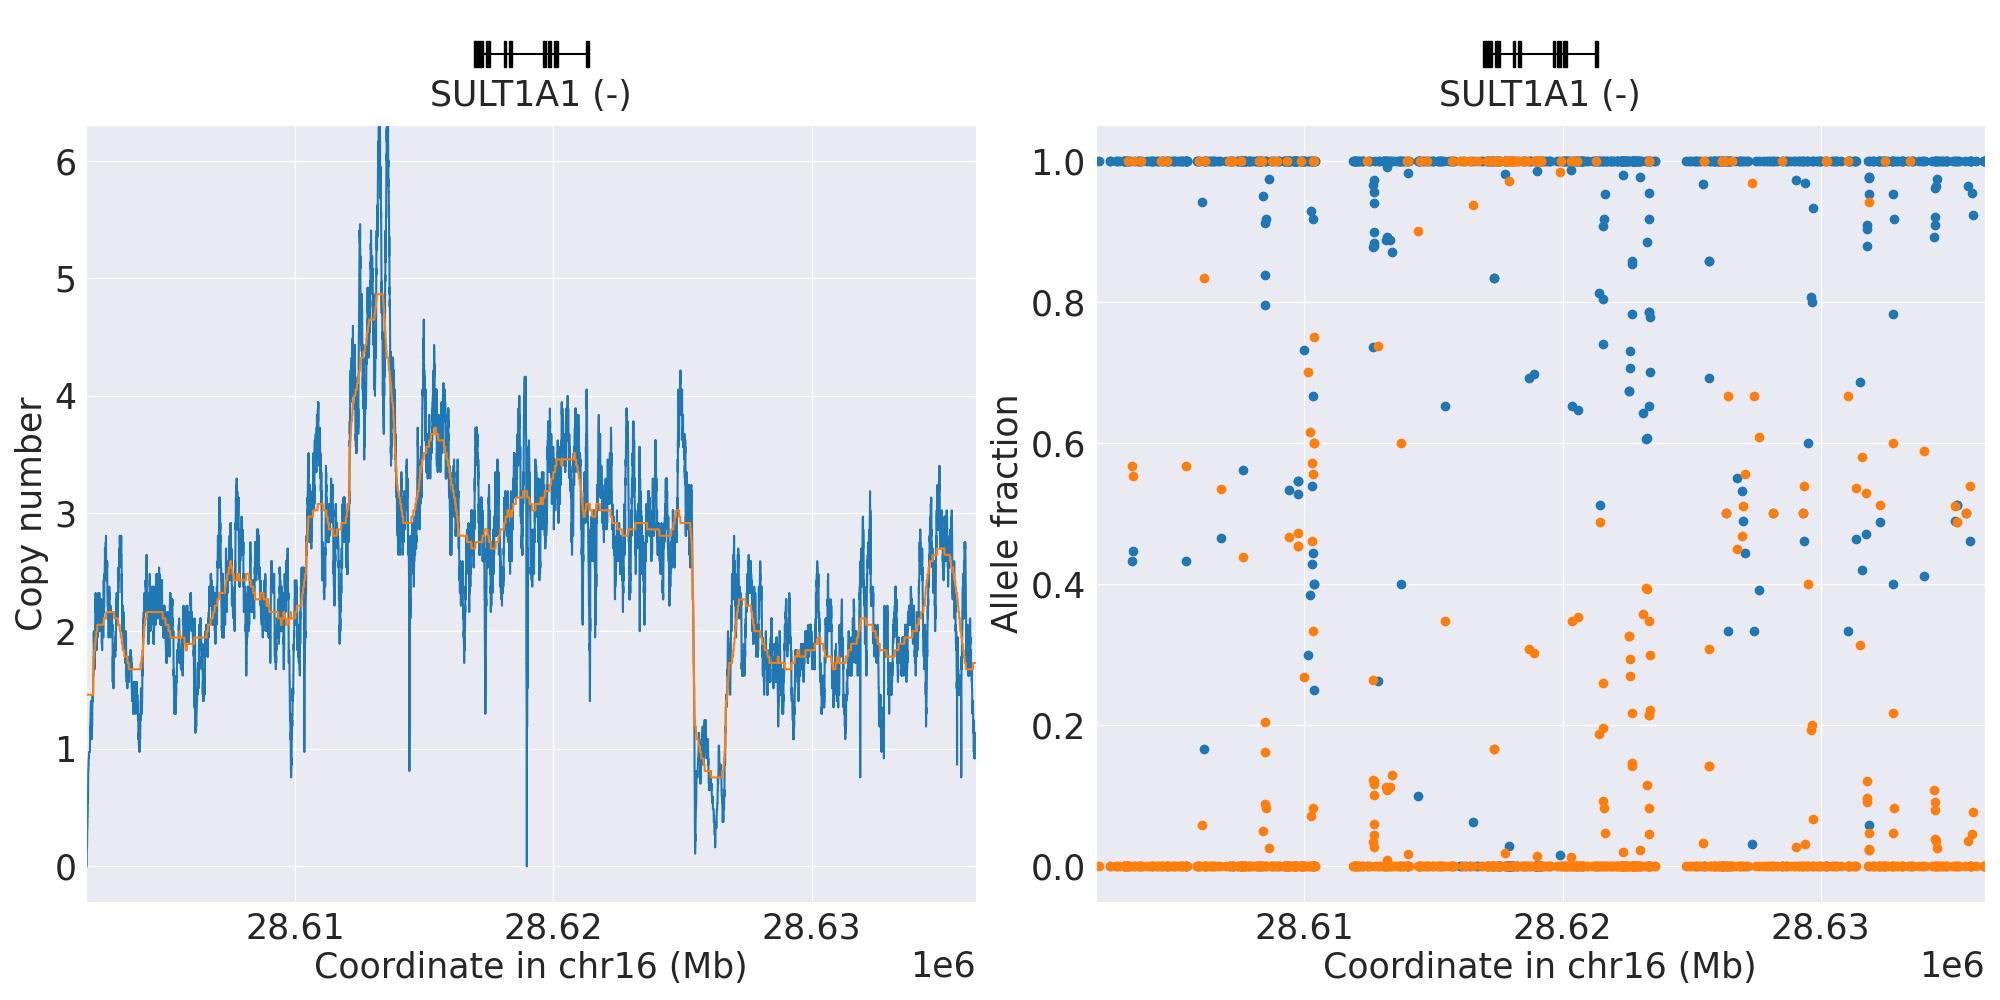 SULT1A1 (-)
6
5
4
3
2
1
0
Copy number
28.61 28.62 28.63
Coordinate in chr16 (Mb) 1e6
SULT1A1 (-)
1.0
0.8
0.6
0.4
0.2
0.0
Allele fraction
28.61 28.62 28.63
Coordinate in chr16 (Mb) 1e6